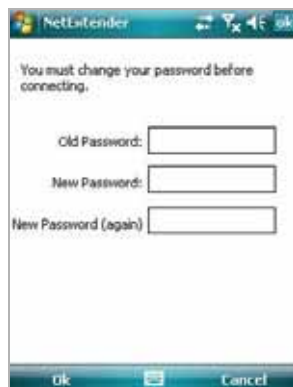 NetExtender
ok
You must change your password before
connecting.
Old Password:
New Password:
New Password (again)
Ok
Cancel